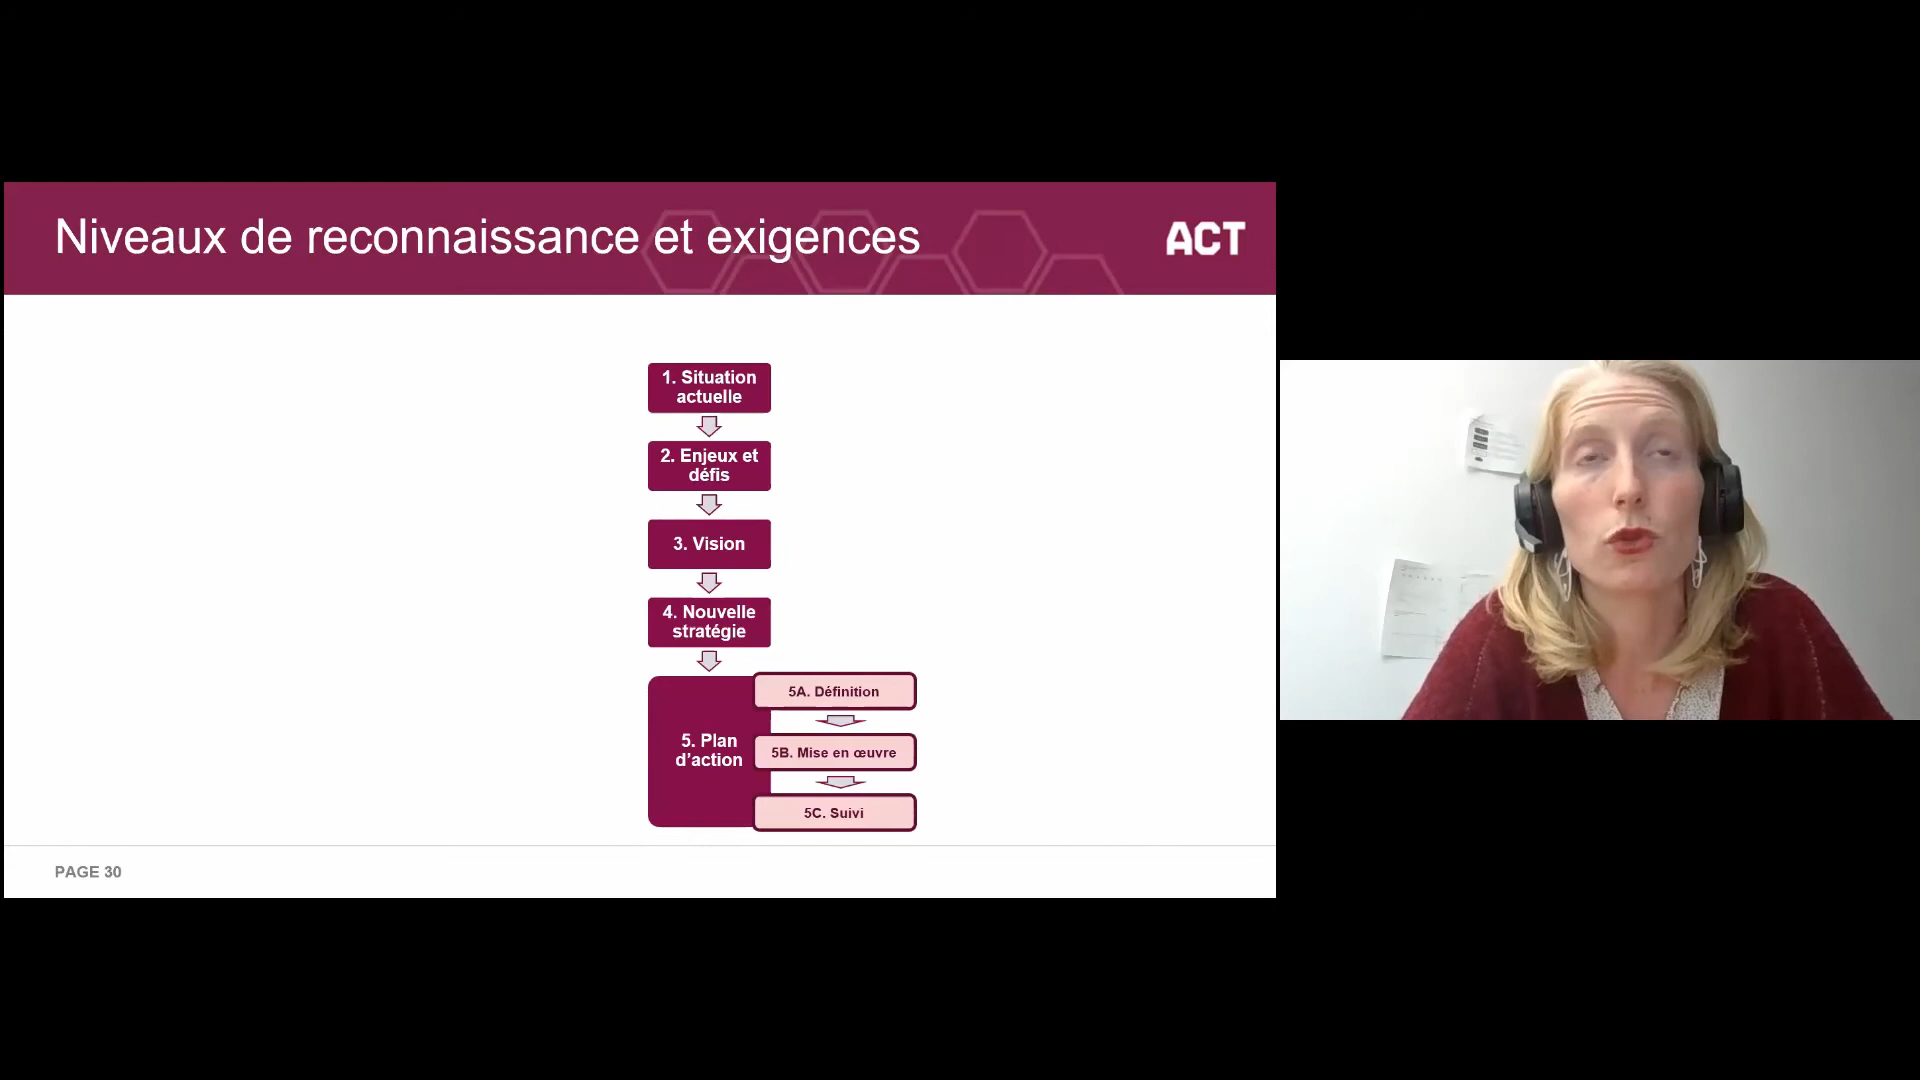 Niveaux de reconnaissance et exigences
ACT
1. Situation
actuelle
2. Enjeux et
défis
3. Vision
4. Nouvelle
stratégie
5. Plan
d'action
5A. Définition
5B. Mise en œuvre
5C. Suivi
PAGE 30